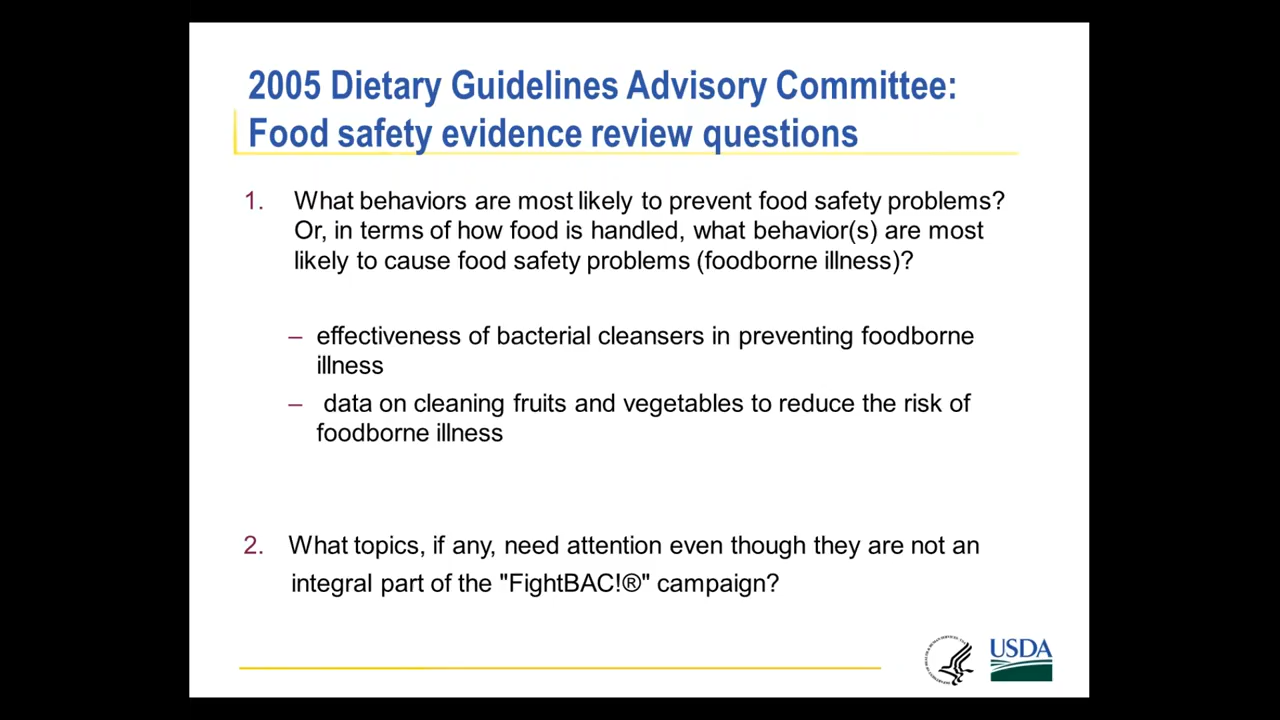 2005 Dietary Guidelines Advisory Committee:
Food safety evidence review questions
1. What behaviors are most likely to prevent food safety problems?
Or, in terms of how food is handled, what behavior(s) are most
likely to cause food safety problems (foodborne illness)?
– effectiveness of bacterial cleansers in preventing foodborne
illness
– data on cleaning fruits and vegetables to reduce the risk of
foodborne illness
2. What topics, if any, need attention even though they are not an
integral part of the "FightBAC!®" campaign?
USDA